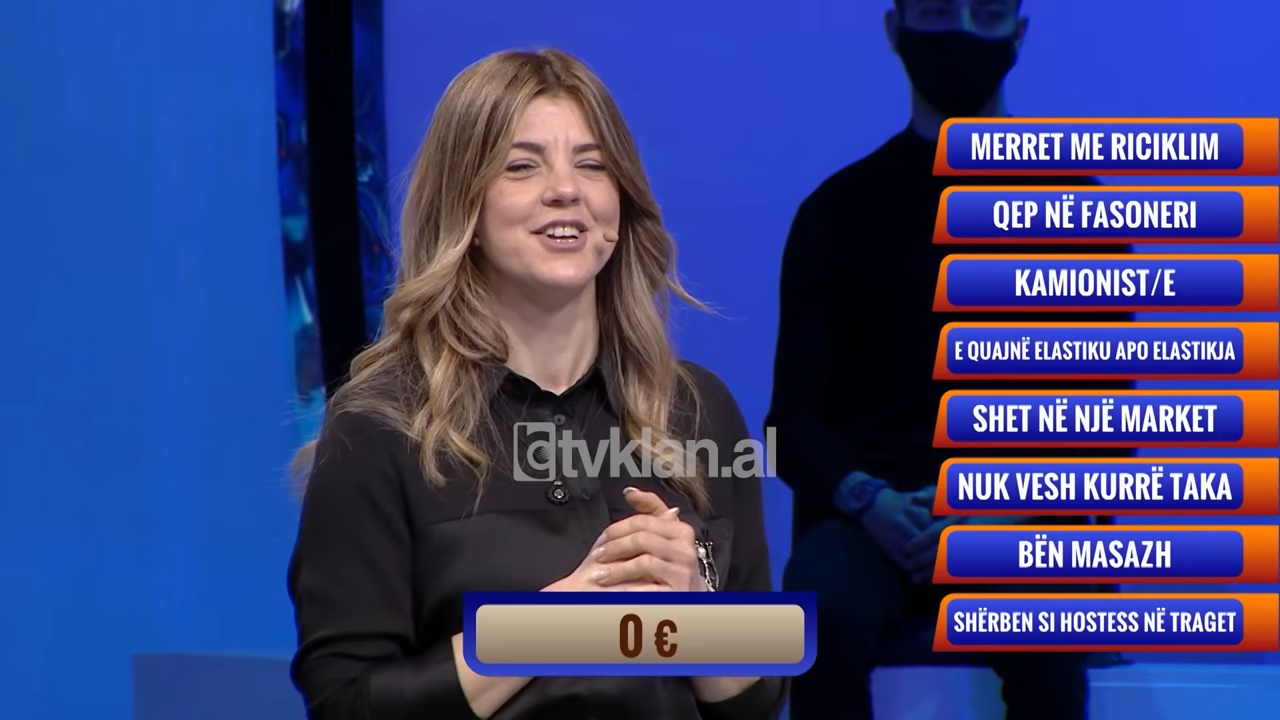 MERRET ME RICIKLIM
QEP NË FASONERI
KAMIONIST/E
E QUAJNË ELASTIKU APO ELASTIKJA
SHET NË NJË MARKET
tvklan.al
NUK VESH KURRË TAKA
BËN MASAZH
SHËRBEN SI HOSTESS NË TRAGET
0 €